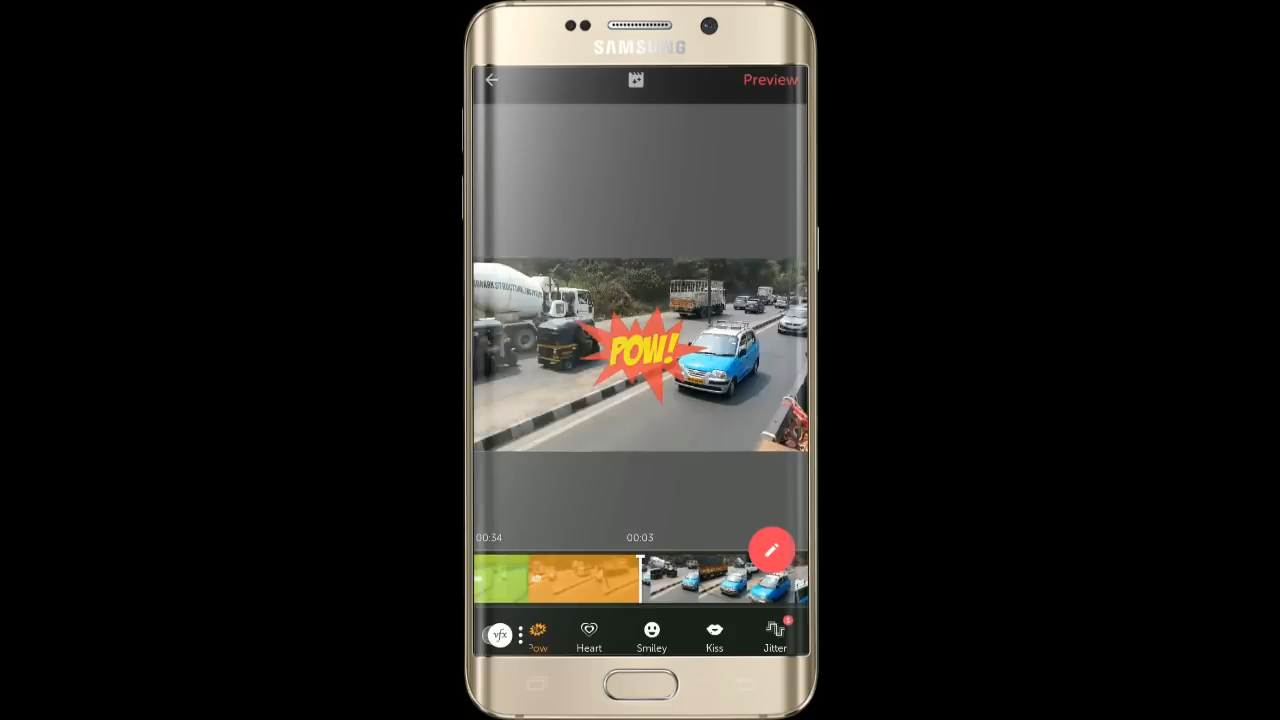 SAMSUNG
Preview
POW!
00:34
00:03
vfx
Pow
Heart
Smiley
Kiss
Jitter